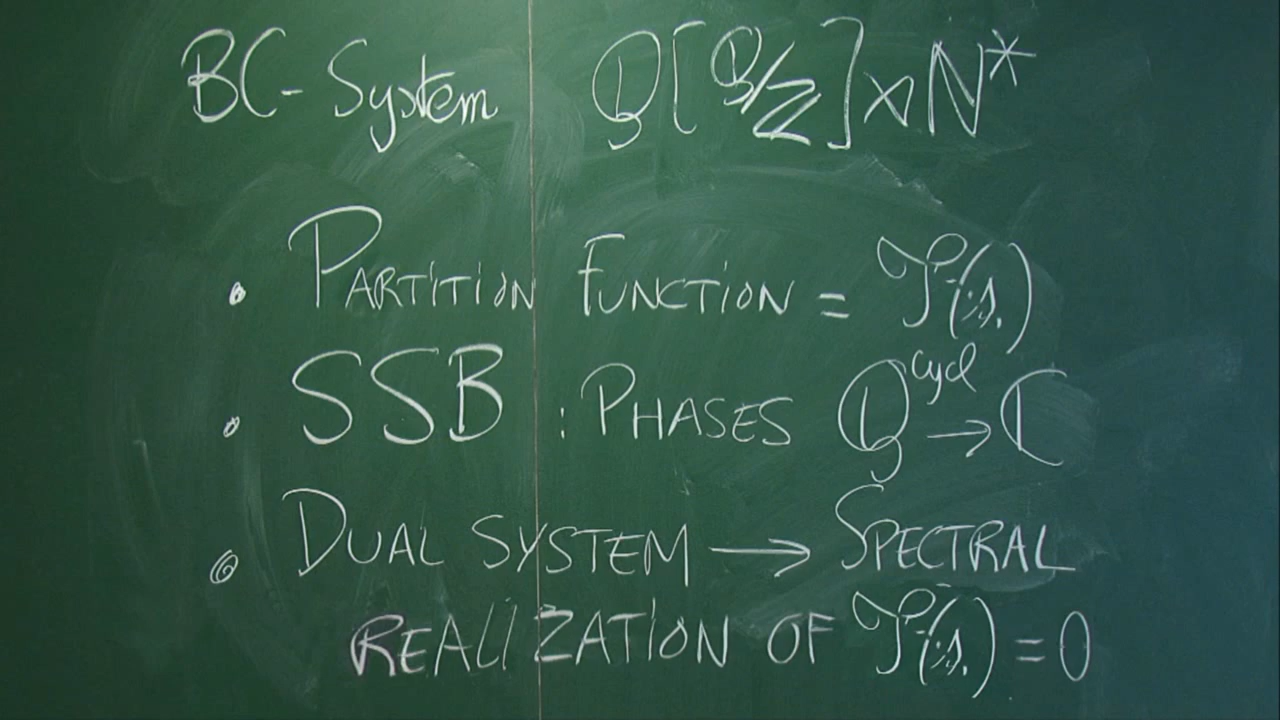 BC-System ℚ[ℚ/ℤ]⋊ℕ*
• PARTITION FUNCTION = ζ(s)
• SSB : PHASES ℚ^cycl → ℂ
• DUAL SYSTEM → SPECTRAL
REALIZATION OF ζ(s) = 0